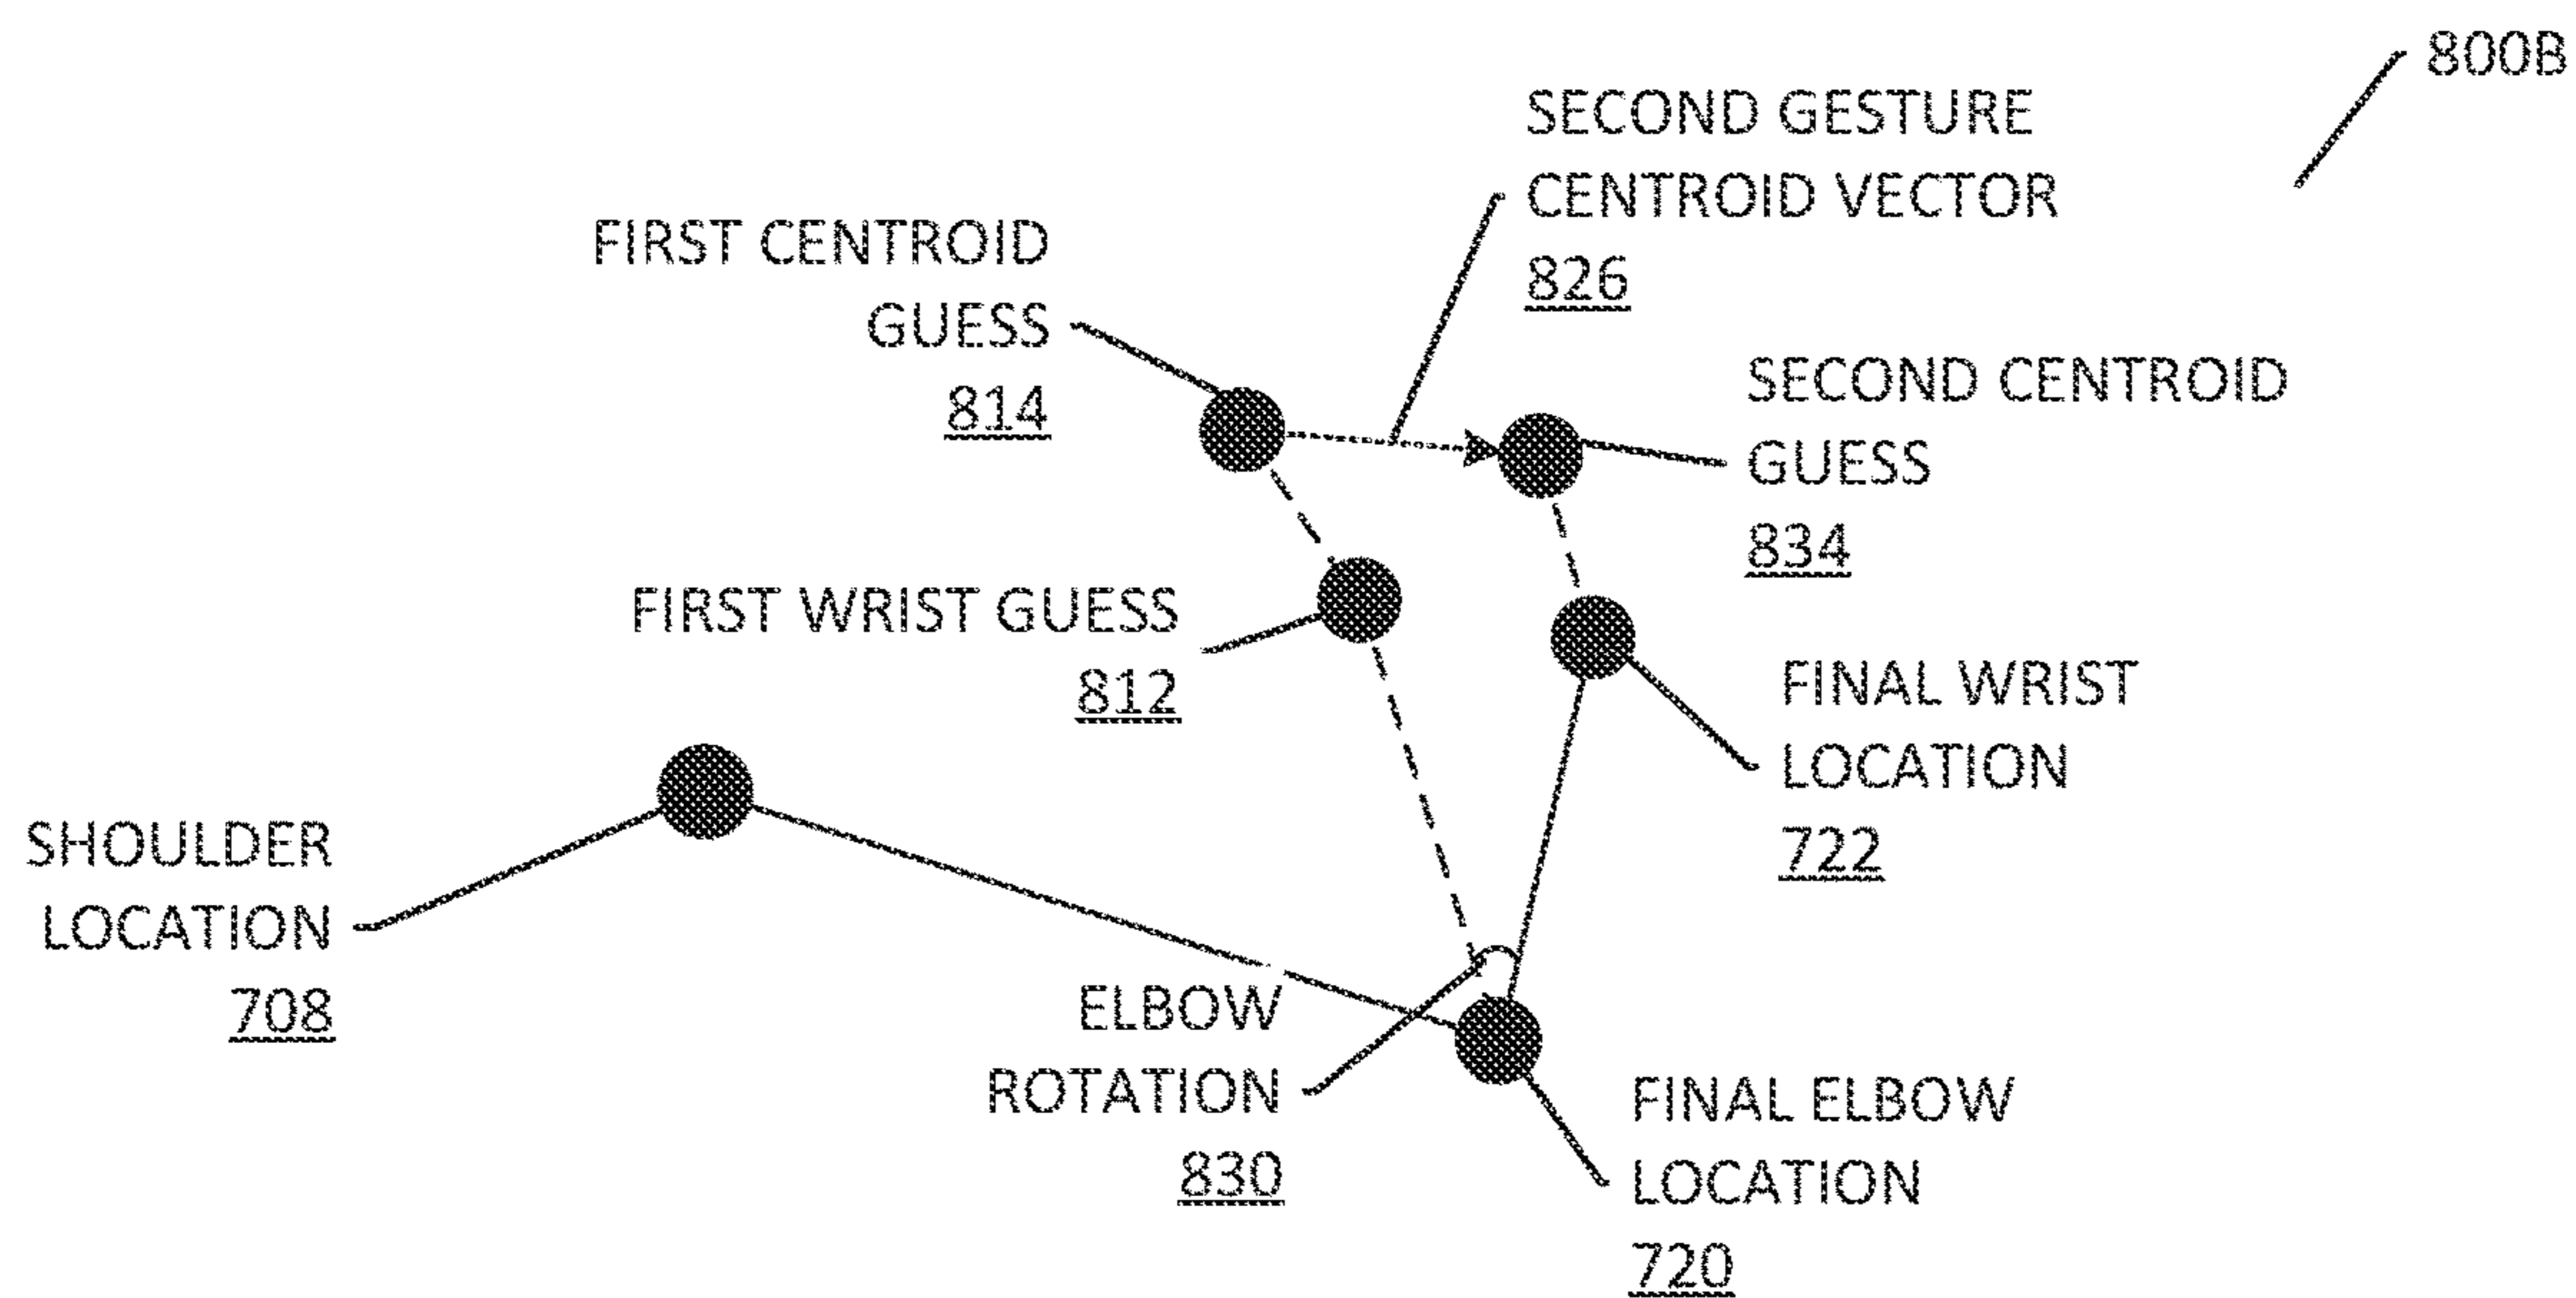 800B
SECOND GESTURE
CENTROID VECTOR
826
FIRST CENTROID
GUESS
814
SECOND CENTROID
GUESS
834
FIRST WRIST GUESS
812
FINAL WRIST
LOCATION
722
SHOULDER
LOCATION
708
ELBOW
ROTATION
830
FINAL ELBOW
LOCATION
720